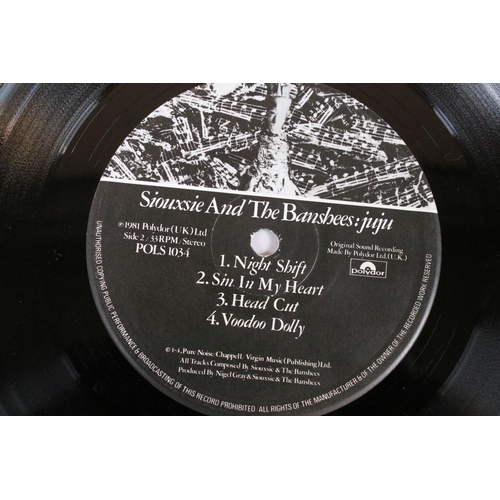 Siouxsie And The Banshees:juju
℗1981 Polydor (U.K) Ltd
Side 2/33RPM/Stereo
POLS 1034
Original Sound Recording
Made By Polydor Ltd.(U.K.)
polydor
1. Night Shift
2. Sin In My Heart
3. Head Cut
4. Voodoo Dolly
©1-4, Pure Noise/Chappell/Virgin Music (Publishing) Ltd.
All Tracks Composed By Siouxsie & The Banshees
Produced By Nigel Gray & Siouxsie & The Banshees
UNAUTHORISED COPYING PUBLIC PERFORMANCE & BROADCASTING OF THIS RECORD PROHIBITED ALL RIGHTS OF THE MANUFACTURER & OF THE OWNER OF THE RECORDED WORK RESERVED